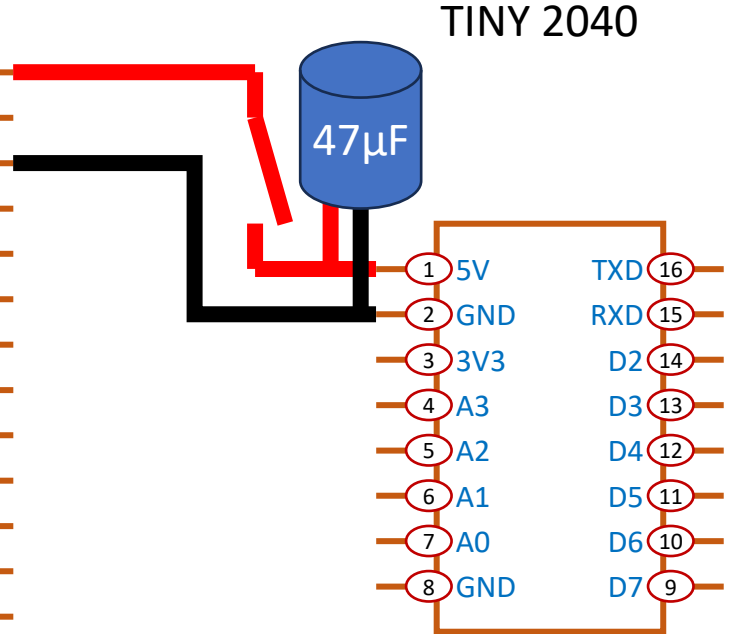 TINY 2040
47µF
1 5V TXD 16
2 GND RXD 15
3 3V3 D2 14
4 A3 D3 13
5 A2 D4 12
6 A1 D5 11
7 A0 D6 10
8 GND D7 9